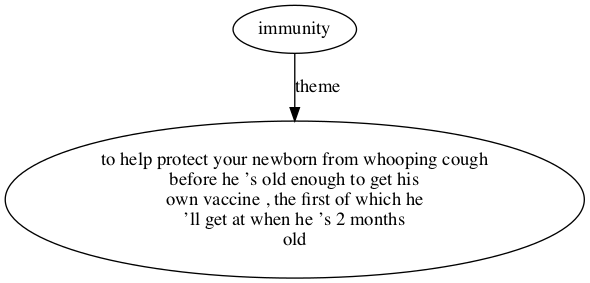 immunity
theme
to help protect your newborn from whooping cough
before he ’s old enough to get his
own vaccine , the first of which he
’ll get at when he ’s 2 months
old